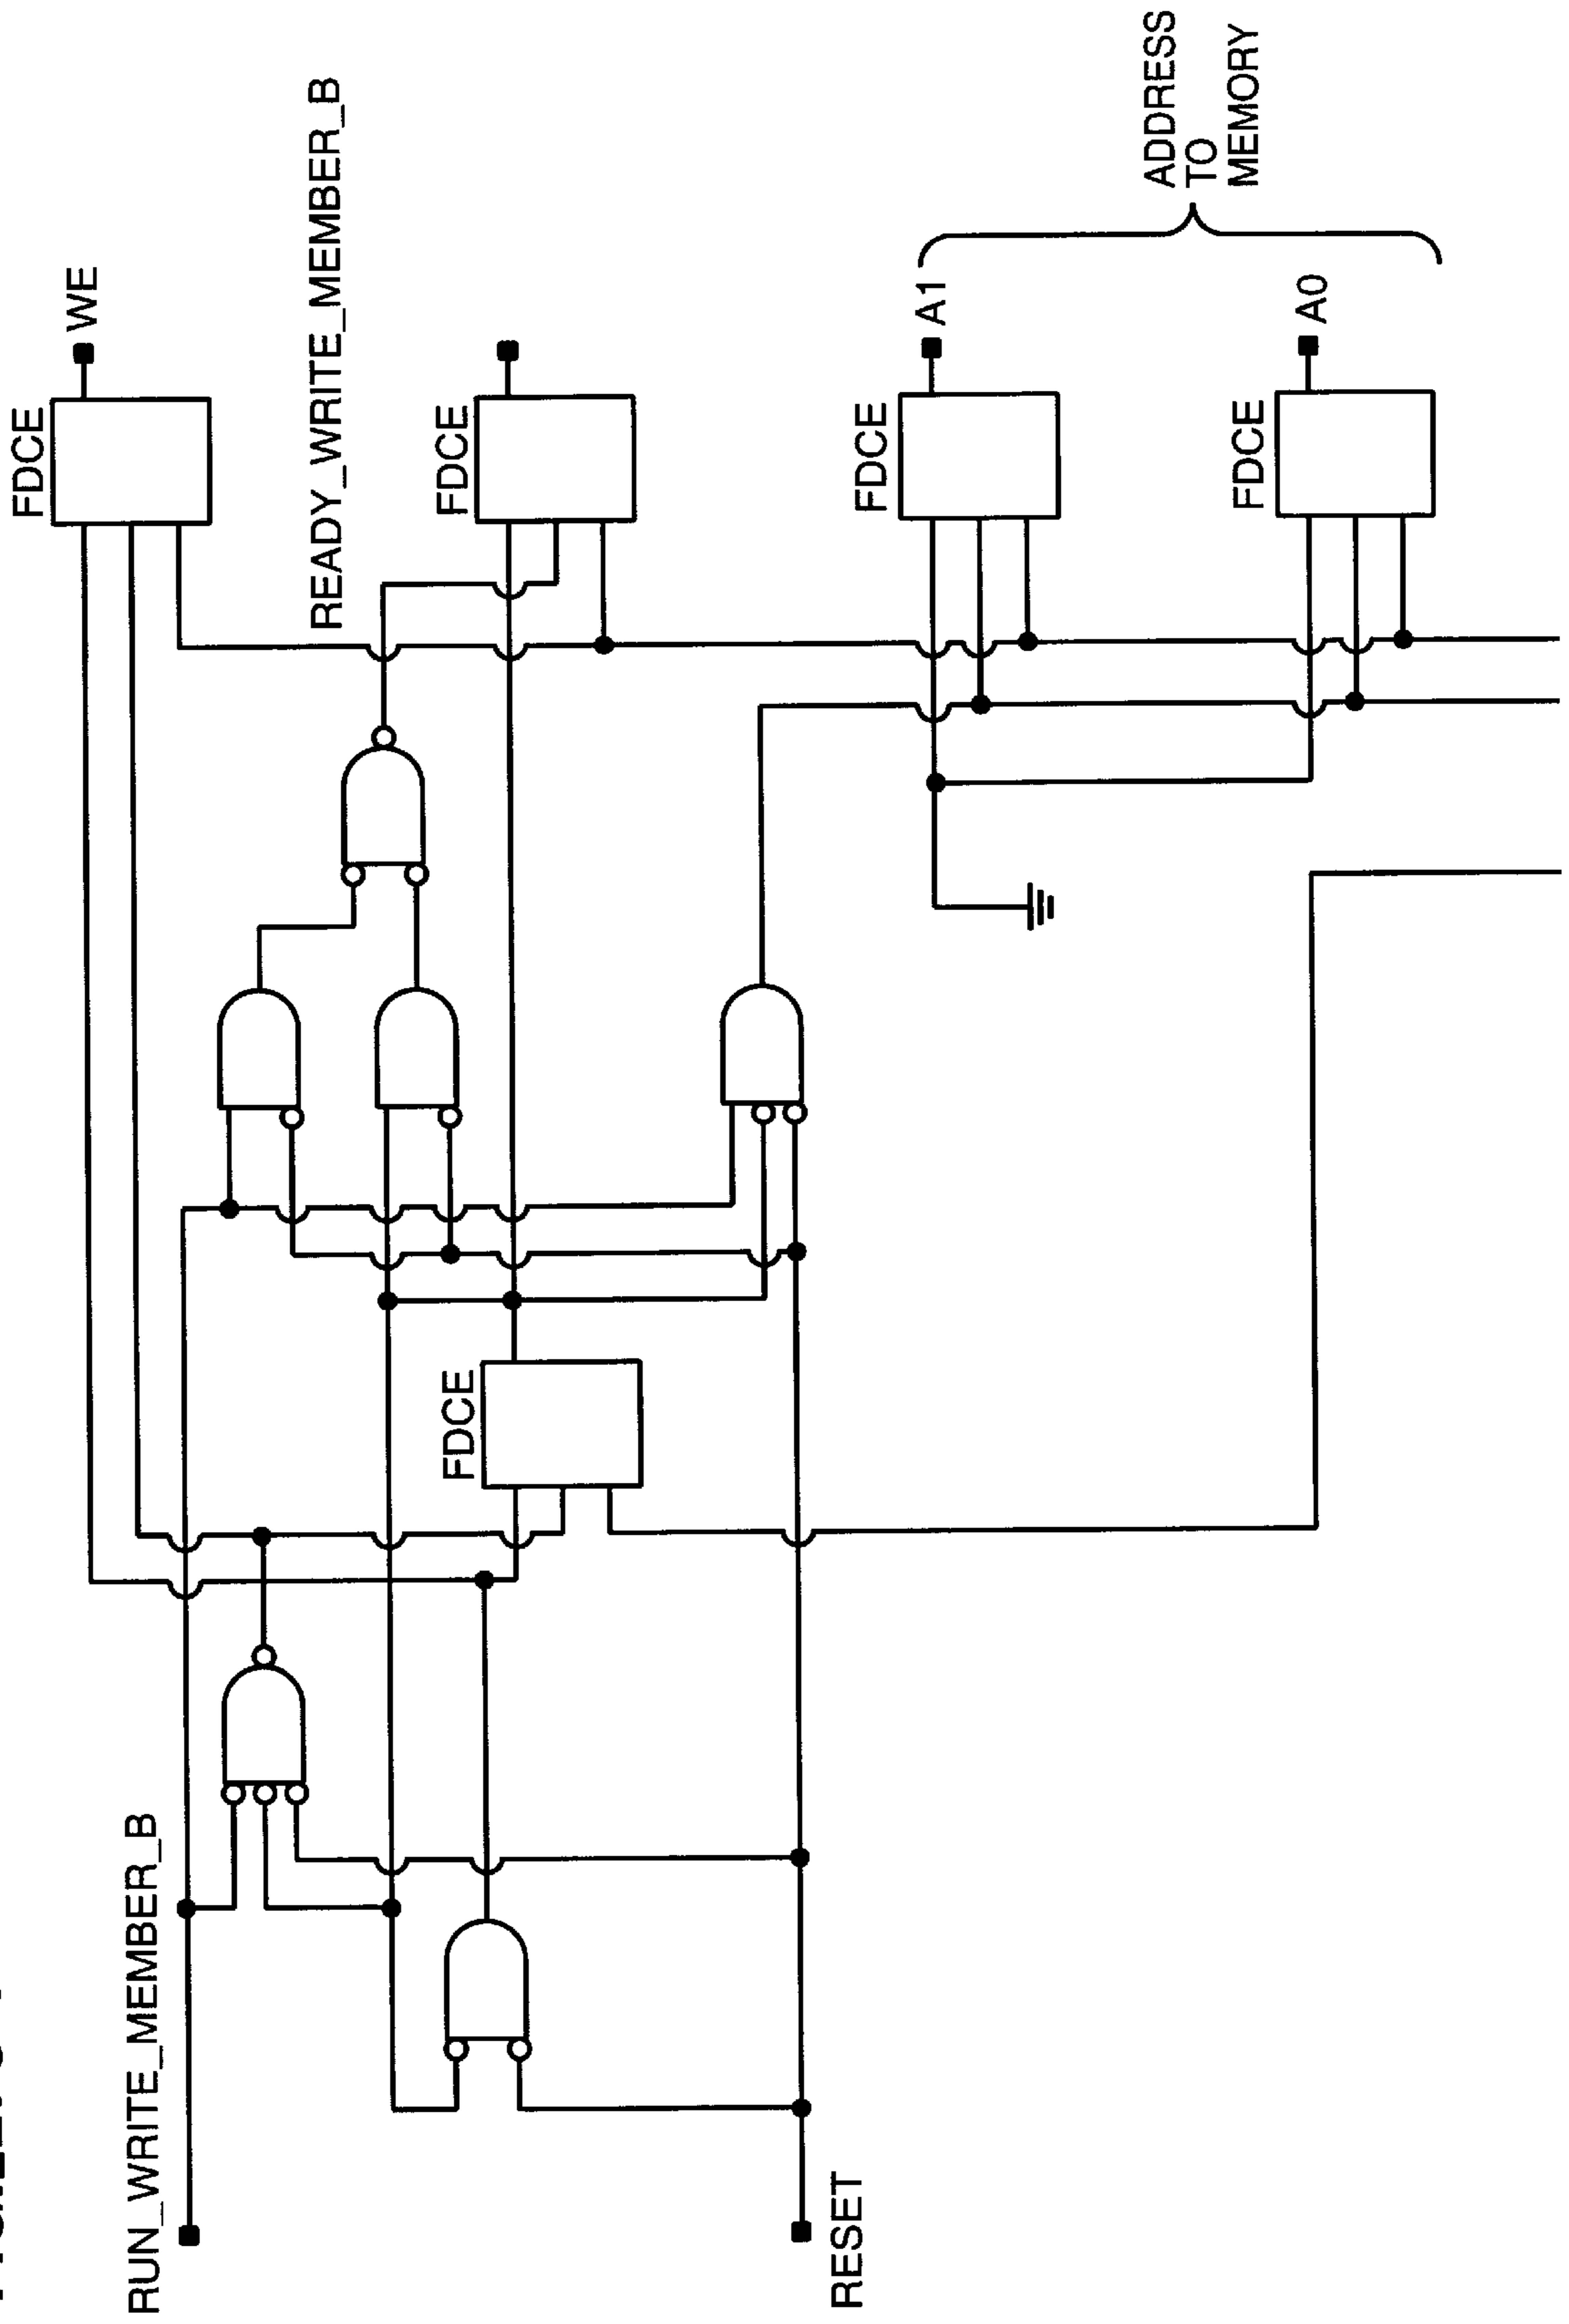 RUN_WRITE_MEMBER_B
RESET
FDCE
FDCE
WE
READY_WRITE_MEMBER_B
FDCE
FDCE
A1
FDCE
A0
ADDRESS
TO
MEMORY